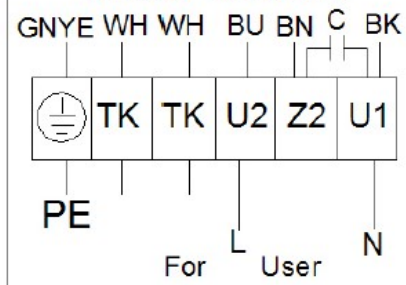 GNYE WH WH BU BN C BK
TK TK U2 Z2 U1
PE L N
For User